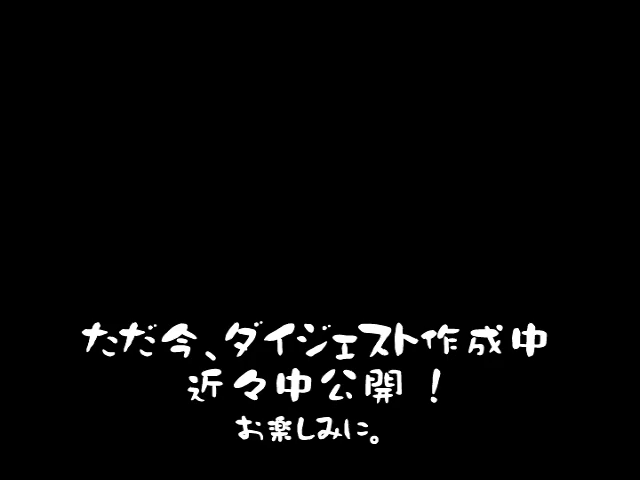 ただ今、ダイジェスト作成中
近々中公開！
お楽しみに。